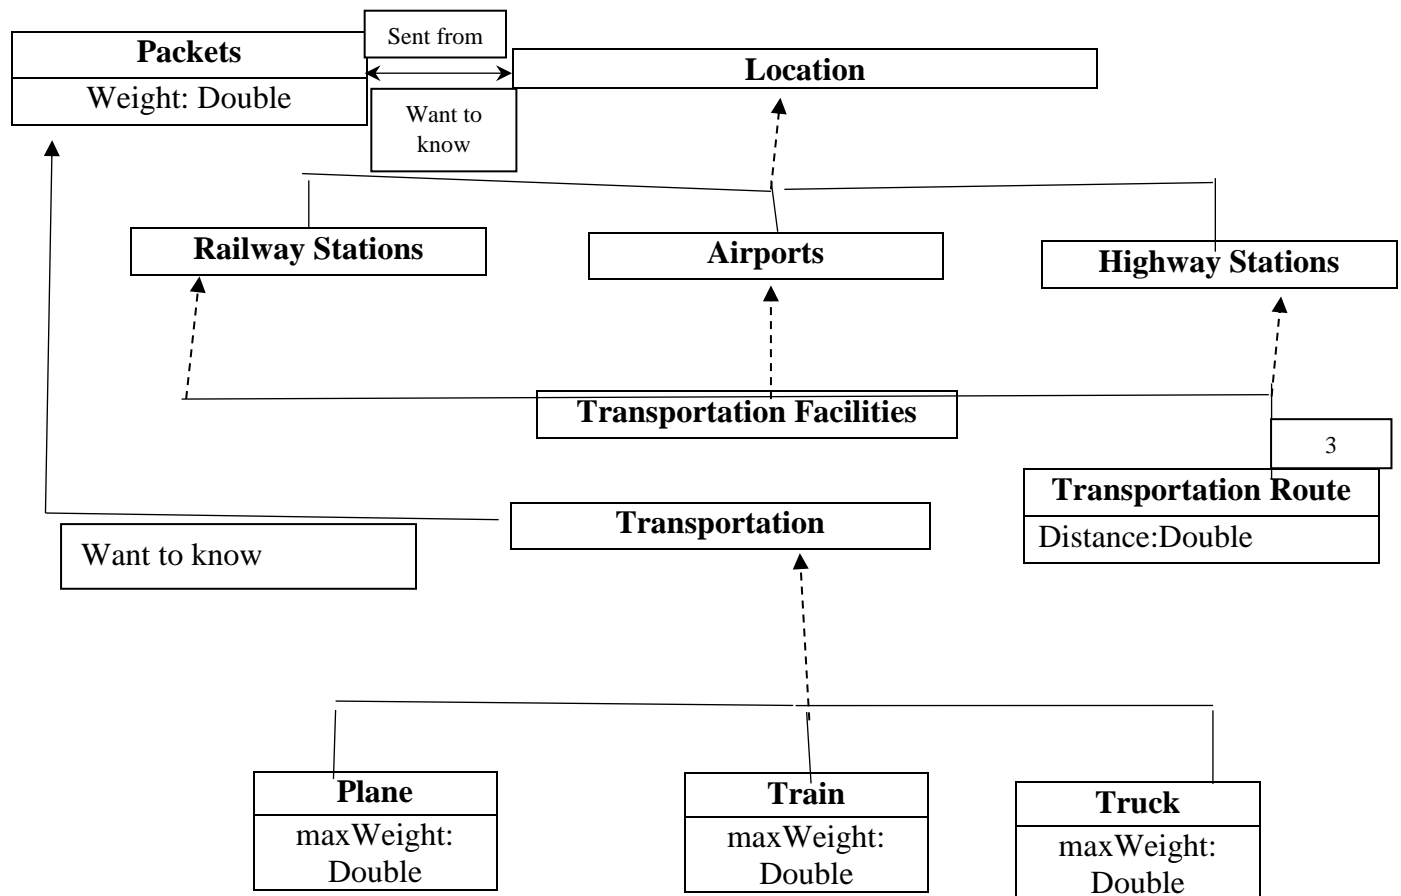 Packets
Weight: Double
Sent from
Want to
know
Location
Railway Stations
Airports
Highway Stations
Transportation Facilities
3
Transportation Route
Distance:Double
Transportation
Want to know
Plane
maxWeight:
Double
Train
maxWeight:
Double
Truck
maxWeight:
Double